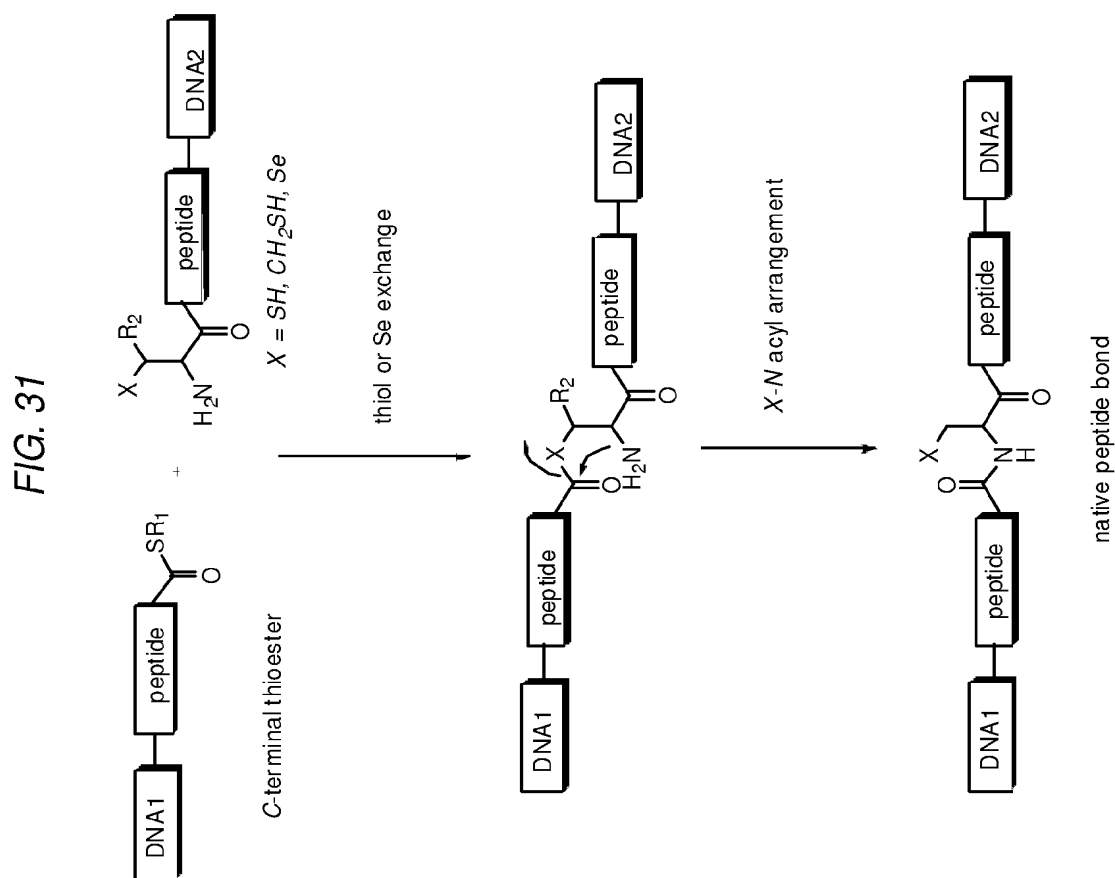 FIG. 31
DNA1
peptide
SR1
O
C-terminal thioester
+
X
R2
H2N
O
peptide
DNA2
X = SH, CH2SH, Se
thiol or Se exchange
DNA1
peptide
O
X
R2
H2N
O
peptide
DNA2
X-N acyl arrangement
DNA1
peptide
O
X
N
H
O
peptide
DNA2
native peptide bond